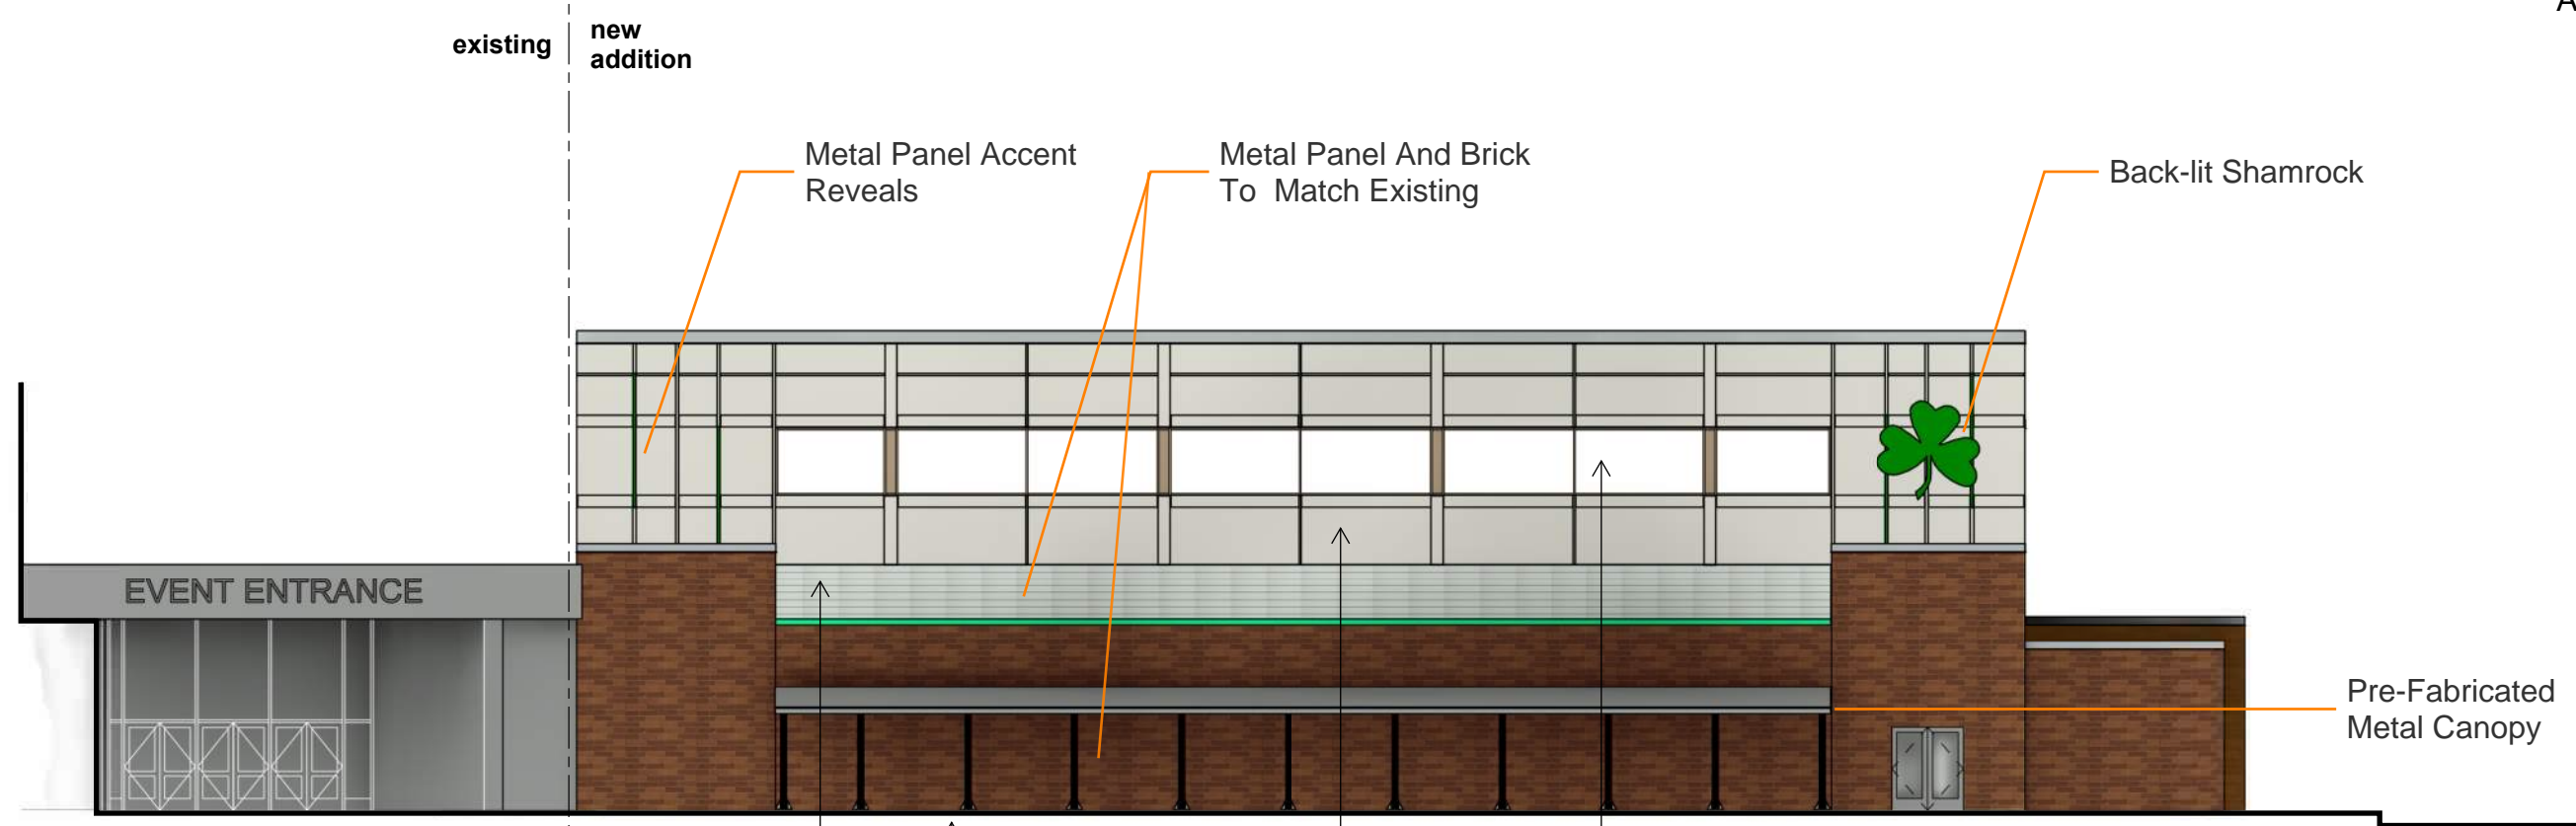 A
existing
new
addition
Metal Panel Accent
Reveals
Metal Panel And Brick
To  Match Existing
Back-lit Shamrock
EVENT ENTRANCE
Pre-Fabricated
Metal Canopy